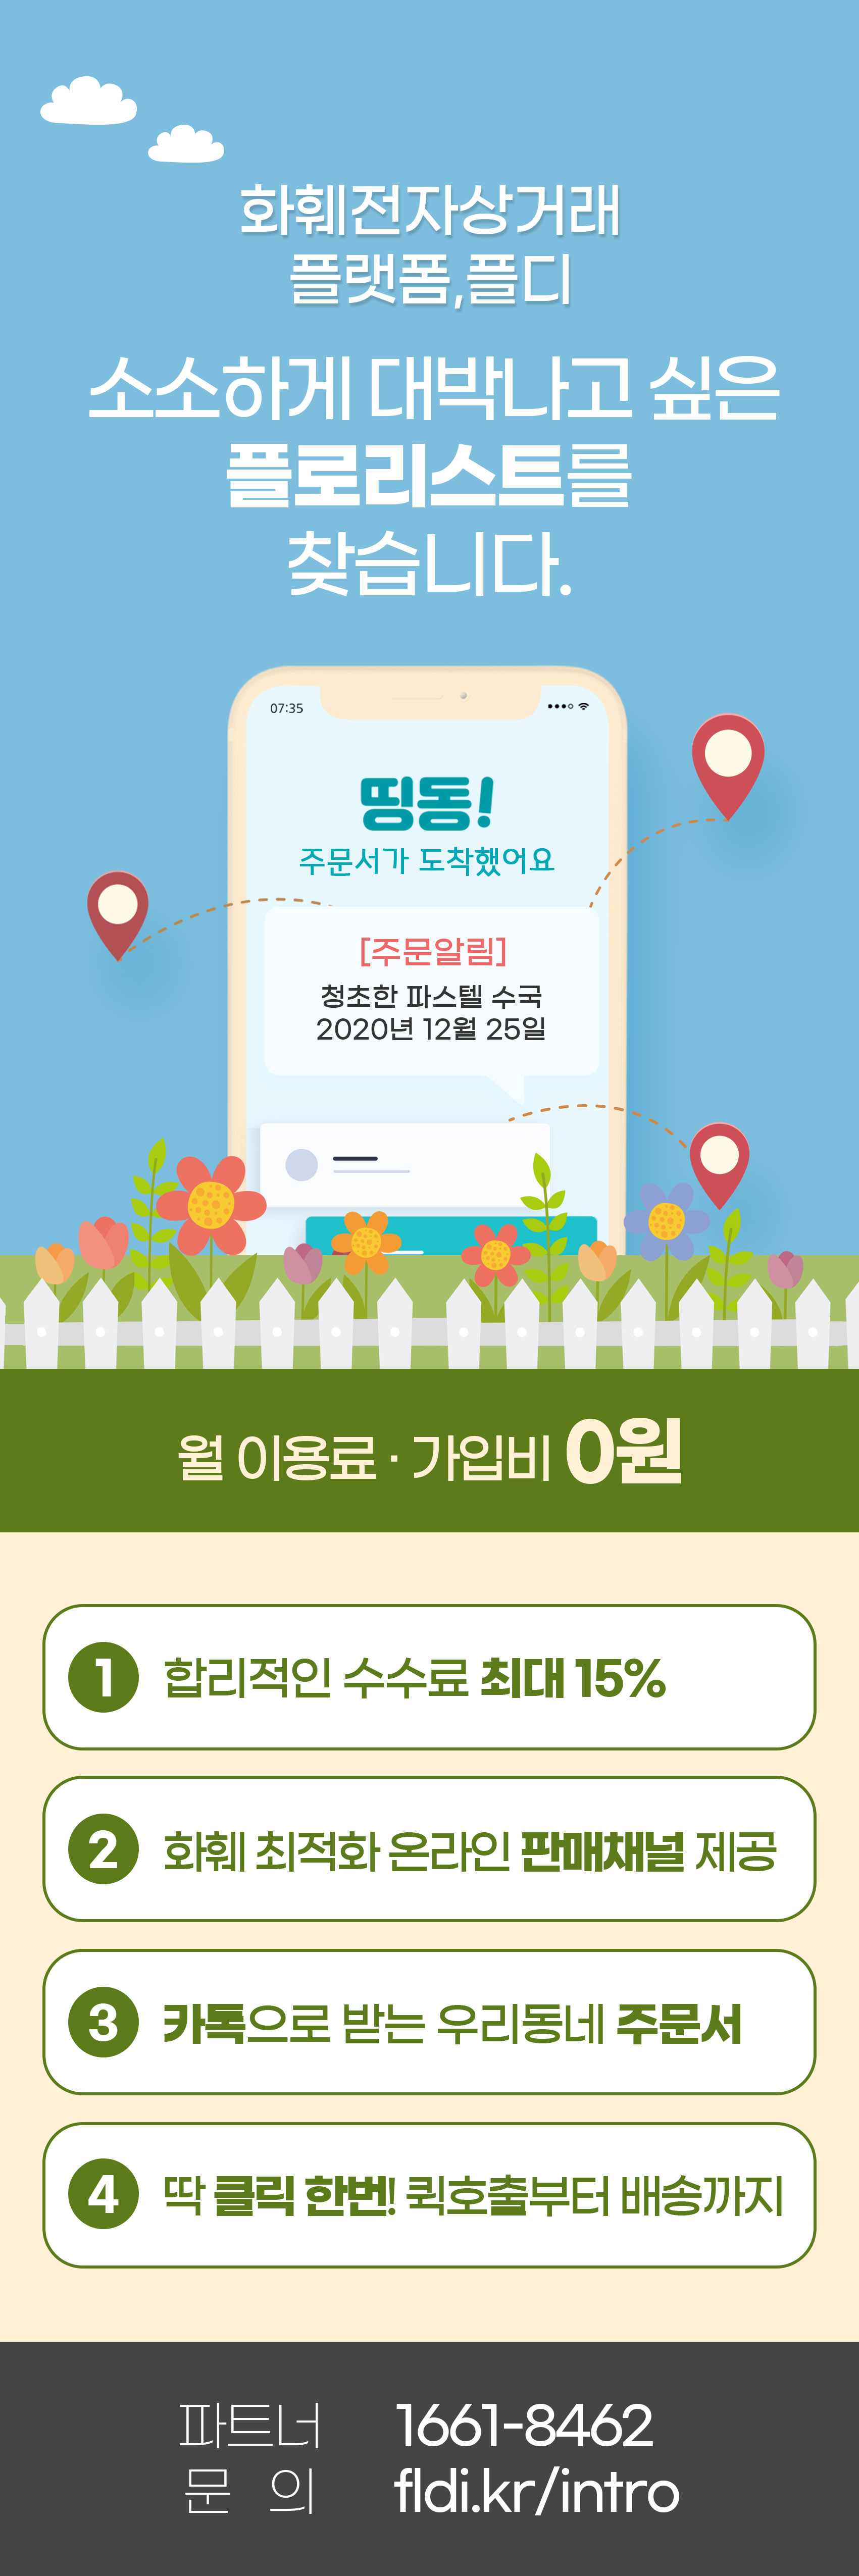 화훼전자상거래
플랫폼,플디
소소하게 대박나고 싶은
플로리스트를
찾습니다.
07:35
띵동!
주문서가 도착했어요
[주문알림]
청초한 파스텔 수국
2020년 12월 25일
월 이용료 · 가입비 0원
1 합리적인 수수료 최대 15%
2 화훼 최적화 온라인 판매채널 제공
3 카톡으로 받는 우리동네 주문서
4 딱 클릭 한번! 퀵호출부터 배송까지
파트너 1661-8462
문 의 fldi.kr/intro